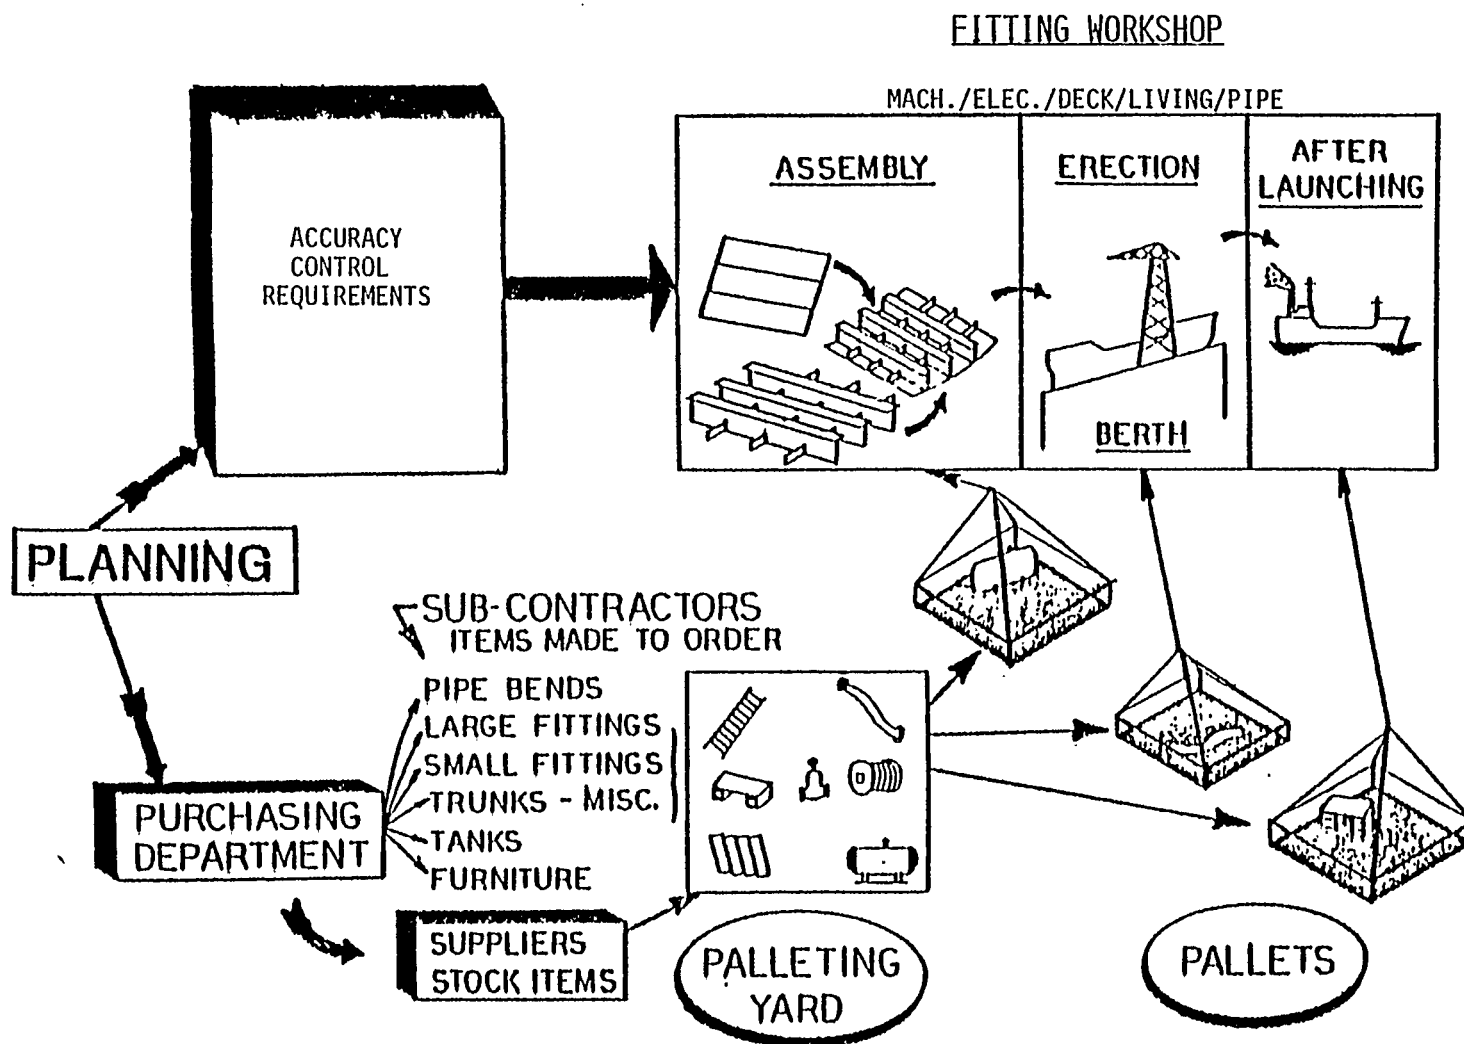 FITTING WORKSHOP
MACH./ELEC./DECK/LIVING/PIPE
ASSEMBLY
ERECTION
AFTER
LAUNCHING
ACCURACY
CONTROL
REQUIREMENTS
BERTH
PLANNING
SUB-CONTRACTORS
ITEMS MADE TO ORDER
PIPE BENDS
LARGE FITTINGS
SMALL FITTINGS
TRUNKS - MISC.
TANKS
FURNITURE
PURCHASING
DEPARTMENT
SUPPLIERS
STOCK ITEMS
PALLETING
YARD
PALLETS